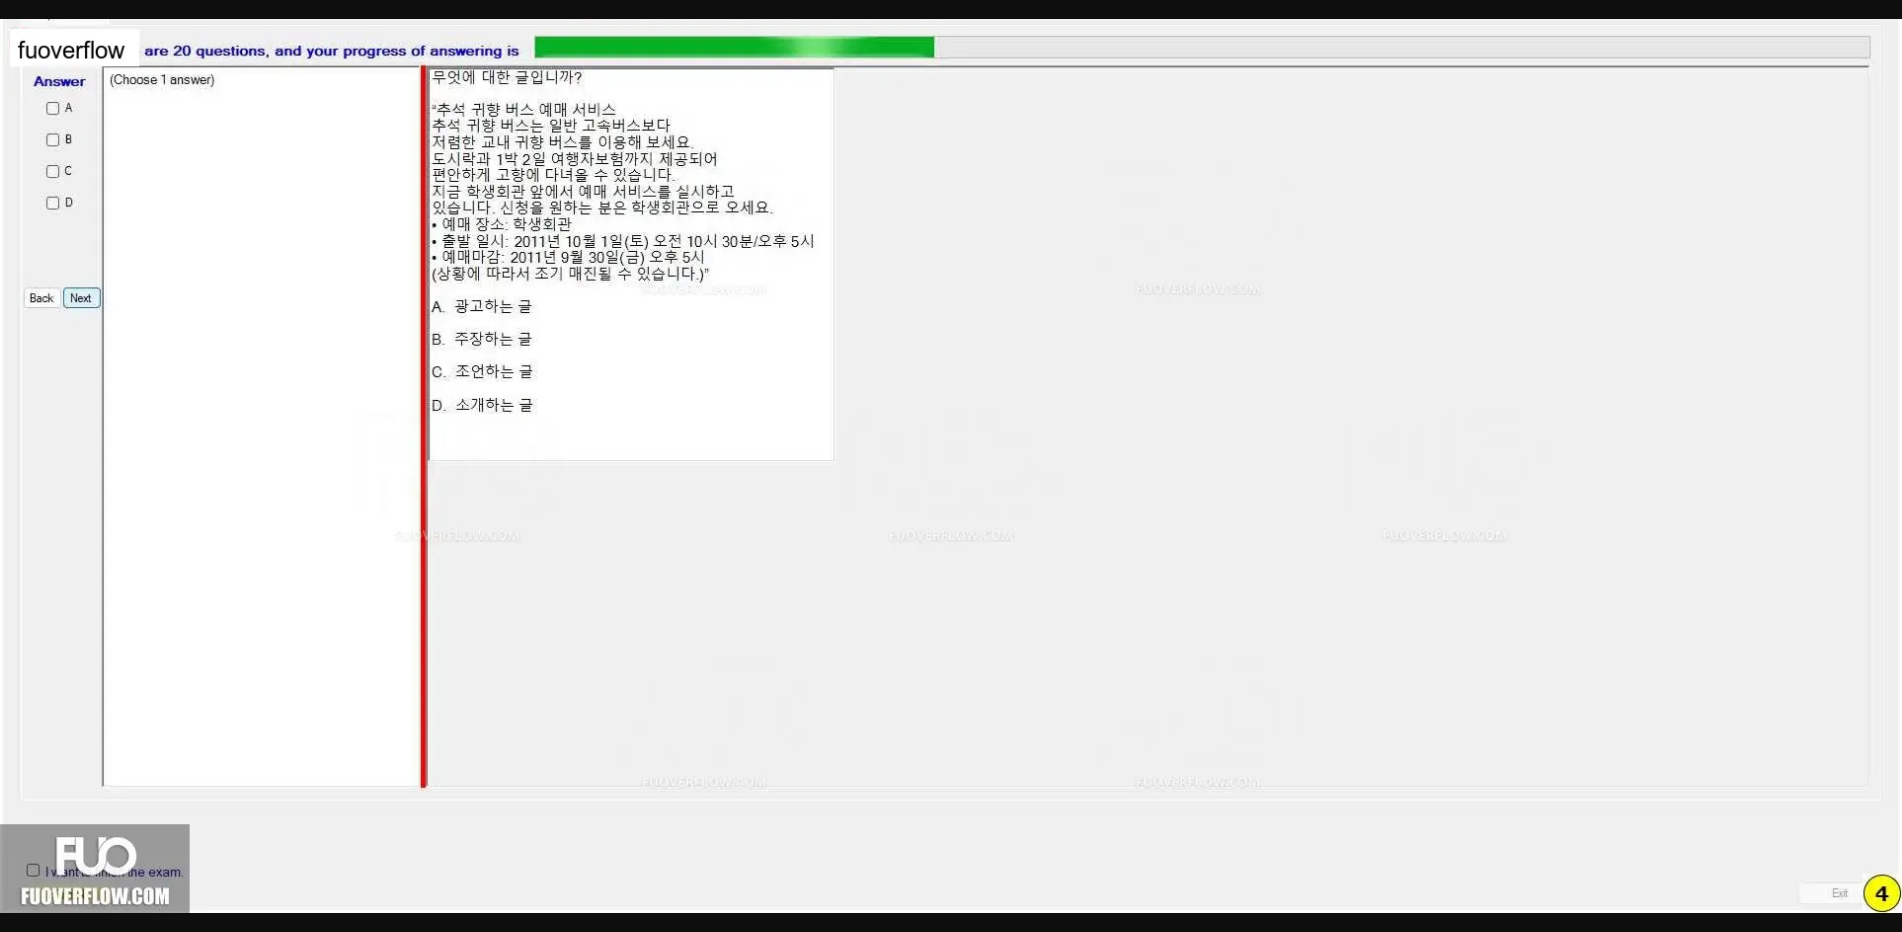 fuoverflow are 20 questions, and your progress of answering is
Answer
(Choose 1 answer)
A
B
C
D
Back Next
무엇에 대한 글입니까?
"추석 귀향 버스 예매 서비스
추석 귀향 버스는 일반 고속버스보다
저렴한 교내 귀향 버스를 이용해 보세요.
도시락과 1박 2일 여행자보험까지 제공되어
편안하게 고향에 다녀올 수 있습니다.
지금 학생회관 앞에서 예매 서비스를 실시하고
있습니다. 신청을 원하는 분은 학생회관으로 오세요.
• 예매 장소: 학생회관
• 출발 일시: 2011년 10월 1일(토) 오전 10시 30분/오후 5시
• 예매마감: 2011년 9월 30일(금) 오후 5시
(상황에 따라서 조기 매진될 수 있습니다.)"
A. 광고하는 글
B. 주장하는 글
C. 조언하는 글
D. 소개하는 글
FUOVERFLOW.COM FUOVERFLOW.COM
FUOVERFLOW.COM FUOVERFLOW.COM FUOVERFLOW.COM
FUOVERFLOW.COM FUOVERFLOW.COM
FUO
I want to finish the exam.
FUOVERFLOW.COM
Exit 4